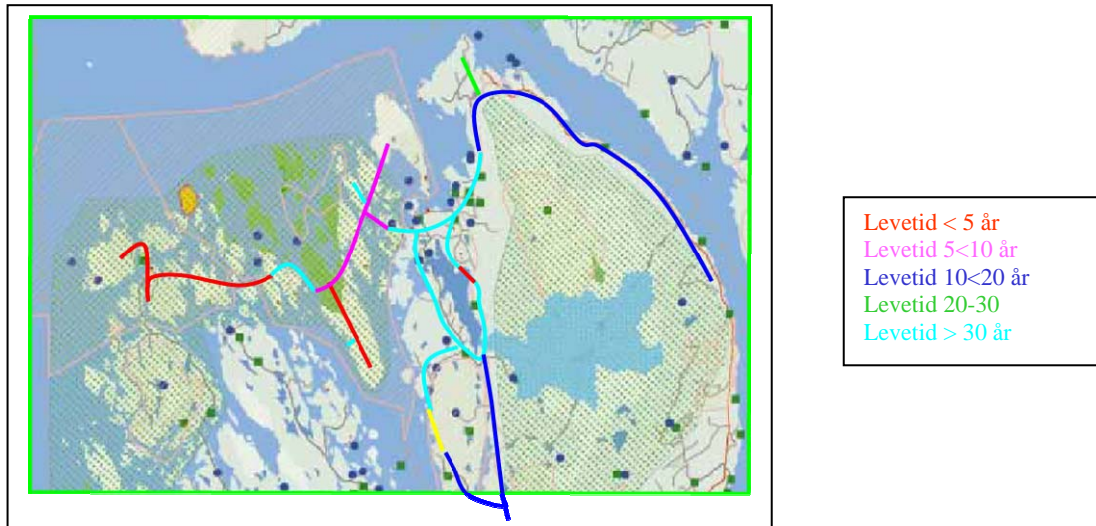 Levetid < 5 år
Levetid 5<10 år
Levetid 10<20 år
Levetid 20-30
Levetid > 30 år